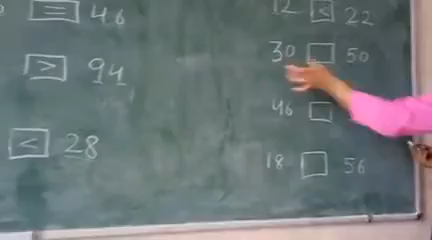 = 46
> 94
< 28
12 < 22
30 □ 50
46 □
18 □ 56